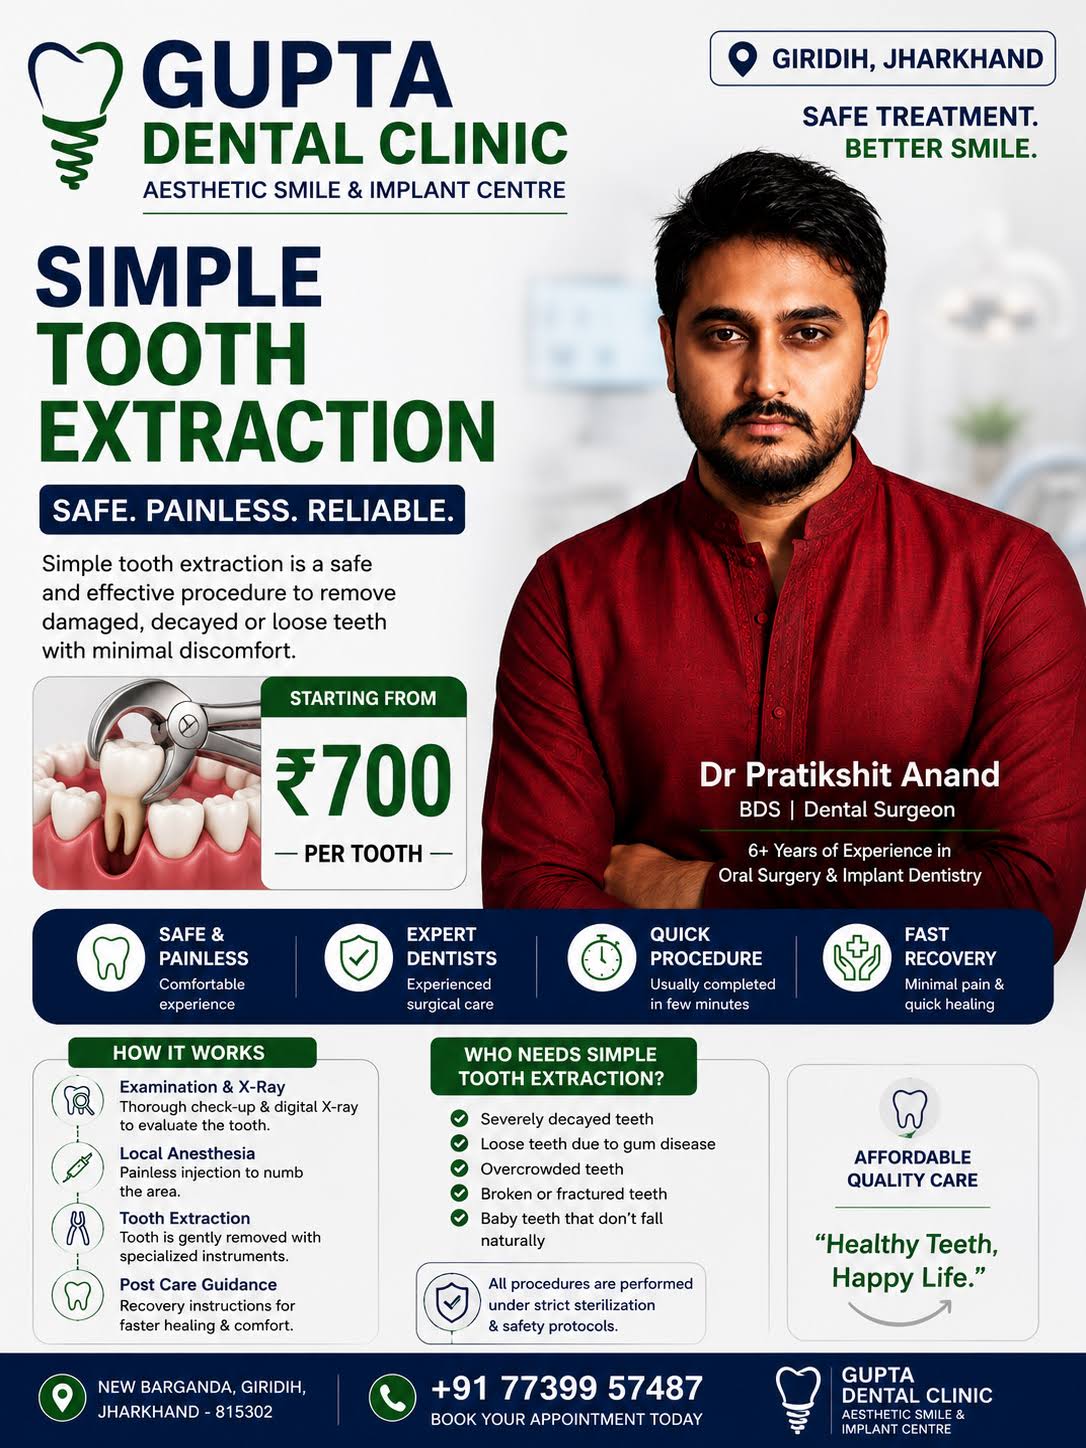 GUPTA
DENTAL CLINIC
AESTHETIC SMILE & IMPLANT CENTRE
GIRIDIH, JHARKHAND
SAFE TREATMENT.
BETTER SMILE.
SIMPLE
TOOTH
EXTRACTION
SAFE. PAINLESS. RELIABLE.
Simple tooth extraction is a safe
and effective procedure to remove
damaged, decayed or loose teeth
with minimal discomfort.
STARTING FROM
₹700
PER TOOTH
Dr Pratikshit Anand
BDS | Dental Surgeon
6+ Years of Experience in
Oral Surgery & Implant Dentistry
SAFE &
PAINLESS
Comfortable
experience
EXPERT
DENTISTS
Experienced
surgical care
QUICK
PROCEDURE
Usually completed
in few minutes
FAST
RECOVERY
Minimal pain &
quick healing
HOW IT WORKS
Examination & X-Ray
Thorough check-up & digital X-ray
to evaluate the tooth.
Local Anesthesia
Painless injection to numb
the area.
Tooth Extraction
Tooth is gently removed with
specialized instruments.
Post Care Guidance
Recovery instructions for
faster healing & comfort.
WHO NEEDS SIMPLE
TOOTH EXTRACTION?
Severely decayed teeth
Loose teeth due to gum disease
Overcrowded teeth
Broken or fractured teeth
Baby teeth that don't fall
naturally
All procedures are performed
under strict sterilization
& safety protocols.
AFFORDABLE
QUALITY CARE
“Healthy Teeth,
Happy Life.”
NEW BARGANDA, GIRIDIH,
JHARKHAND - 815302
+91 77399 57487
BOOK YOUR APPOINTMENT TODAY
GUPTA
DENTAL CLINIC
AESTHETIC SMILE &
IMPLANT CENTRE